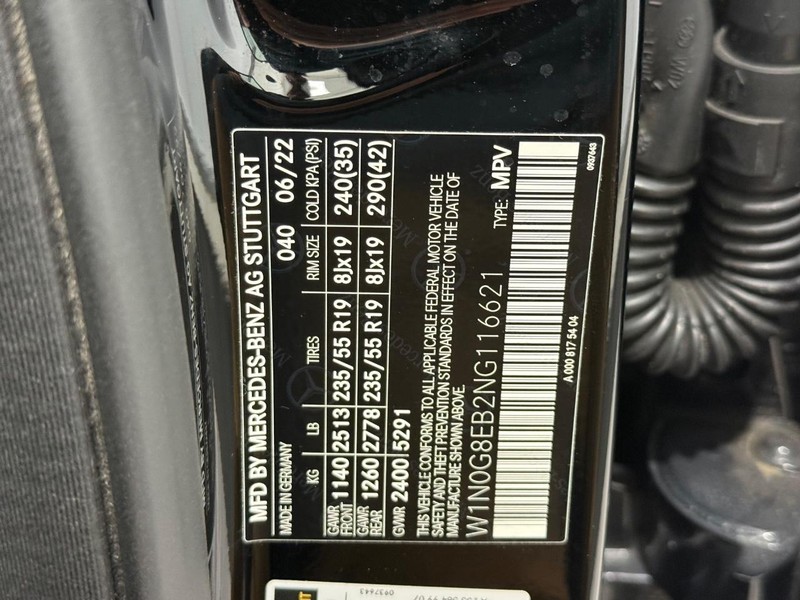 MFD BY MERCEDES-BENZ AG STUTTGART
MADE IN GERMANY 040 06/22
KG LB TIRES RIM SIZE COLD KPA(PSI)
GAWR FRONT 1140 2513 235/55 R19 8Jx19 240(35)
GAWR REAR 1260 2778 235/55 R19 8Jx19 290(42)
GVWR 2400 5291
THIS VEHICLE CONFORMS TO ALL APPLICABLE FEDERAL MOTOR VEHICLE
SAFETY AND THEFT PREVENTION STANDARDS IN EFFECT ON THE DATE OF
MANUFACTURE SHOWN ABOVE.
W1N0G8EB2NG116621 TYPE: MPV
A 000 817 54 04
0937643
0937643